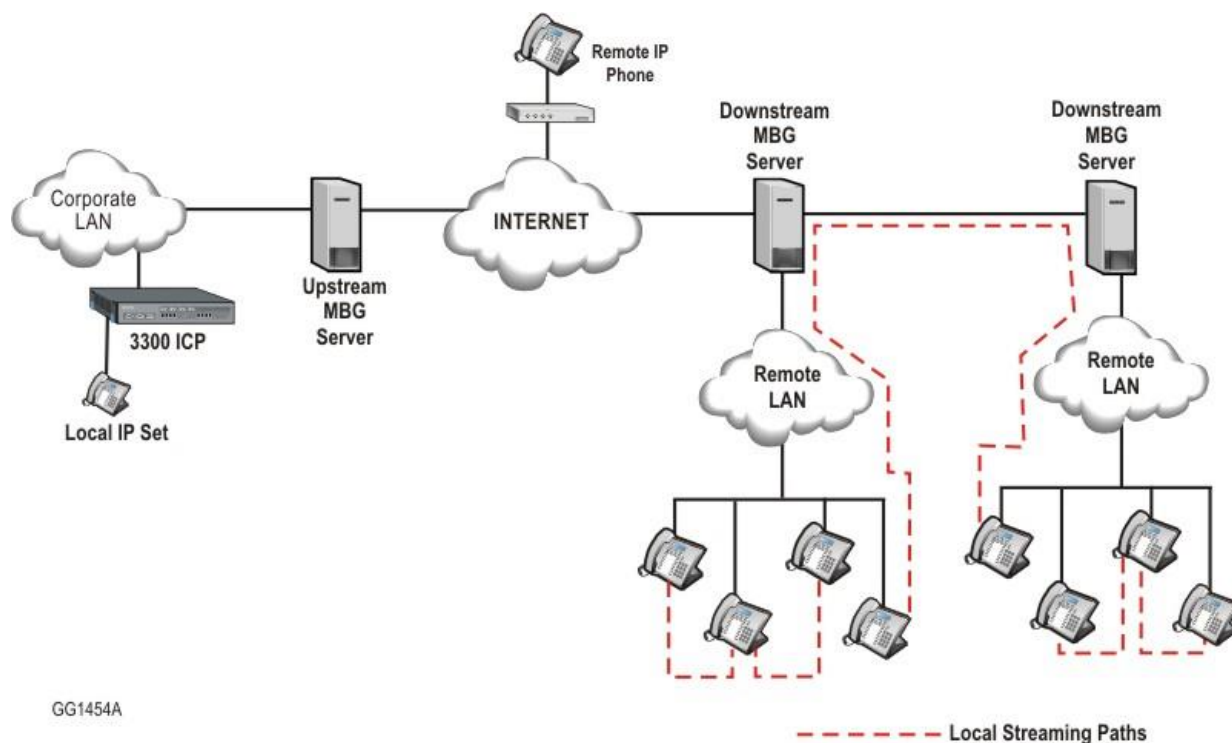 Remote IP
Phone
Downstream
MBG
Server
Downstream
MBG
Server
Corporate
LAN
INTERNET
Upstream
MBG
Server
3300 ICP
Local IP Set
Remote
LAN
Remote
LAN
GG1454A
Local Streaming Paths